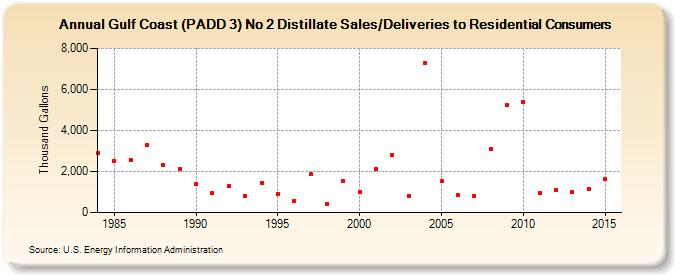 Annual Gulf Coast (PADD 3) No 2 Distillate Sales/Deliveries to Residential Consumers
Thousand Gallons
8,000
6,000
4,000
2,000
0
1985 1990 1995 2000 2005 2010 2015
Source: U.S. Energy Information Administration